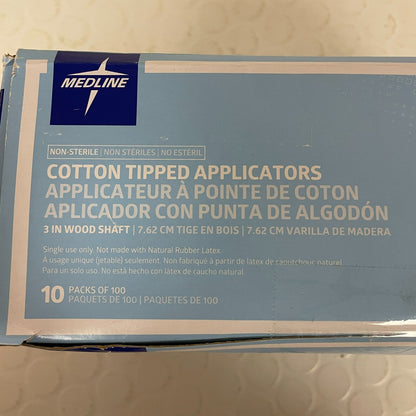 MEDLINE
NON-STERILE | NON STÉRILES | NO ESTÉRIL
COTTON TIPPED APPLICATORS
APPLICATEUR À POINTE DE COTON
APLICADOR CON PUNTA DE ALGODÓN
3 IN WOOD SHAFT | 7.62 CM TIGE EN BOIS | 7.62 CM VARILLA DE MADERA
Single use only. Not made with Natural Rubber Latex.
À usage unique (jetable) seulement. Non fabriqué à partir de latex de caoutchouc naturel.
Para un solo uso. No está hecho con látex de caucho natural.
10 PACKS OF 100
PAQUETS DE 100 | PAQUETES DE 100